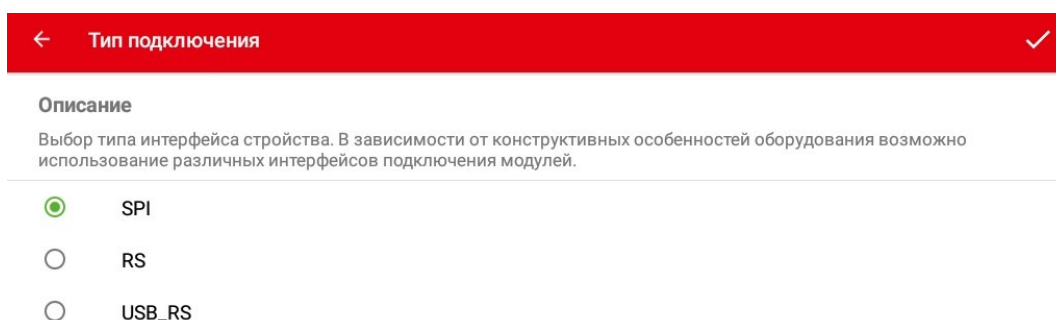 Тип подключения
Описание
Выбор типа интерфейса стройства. В зависимости от конструктивных особенностей оборудования возможно
использование различных интерфейсов подключения модулей.
SPI
RS
USB_RS